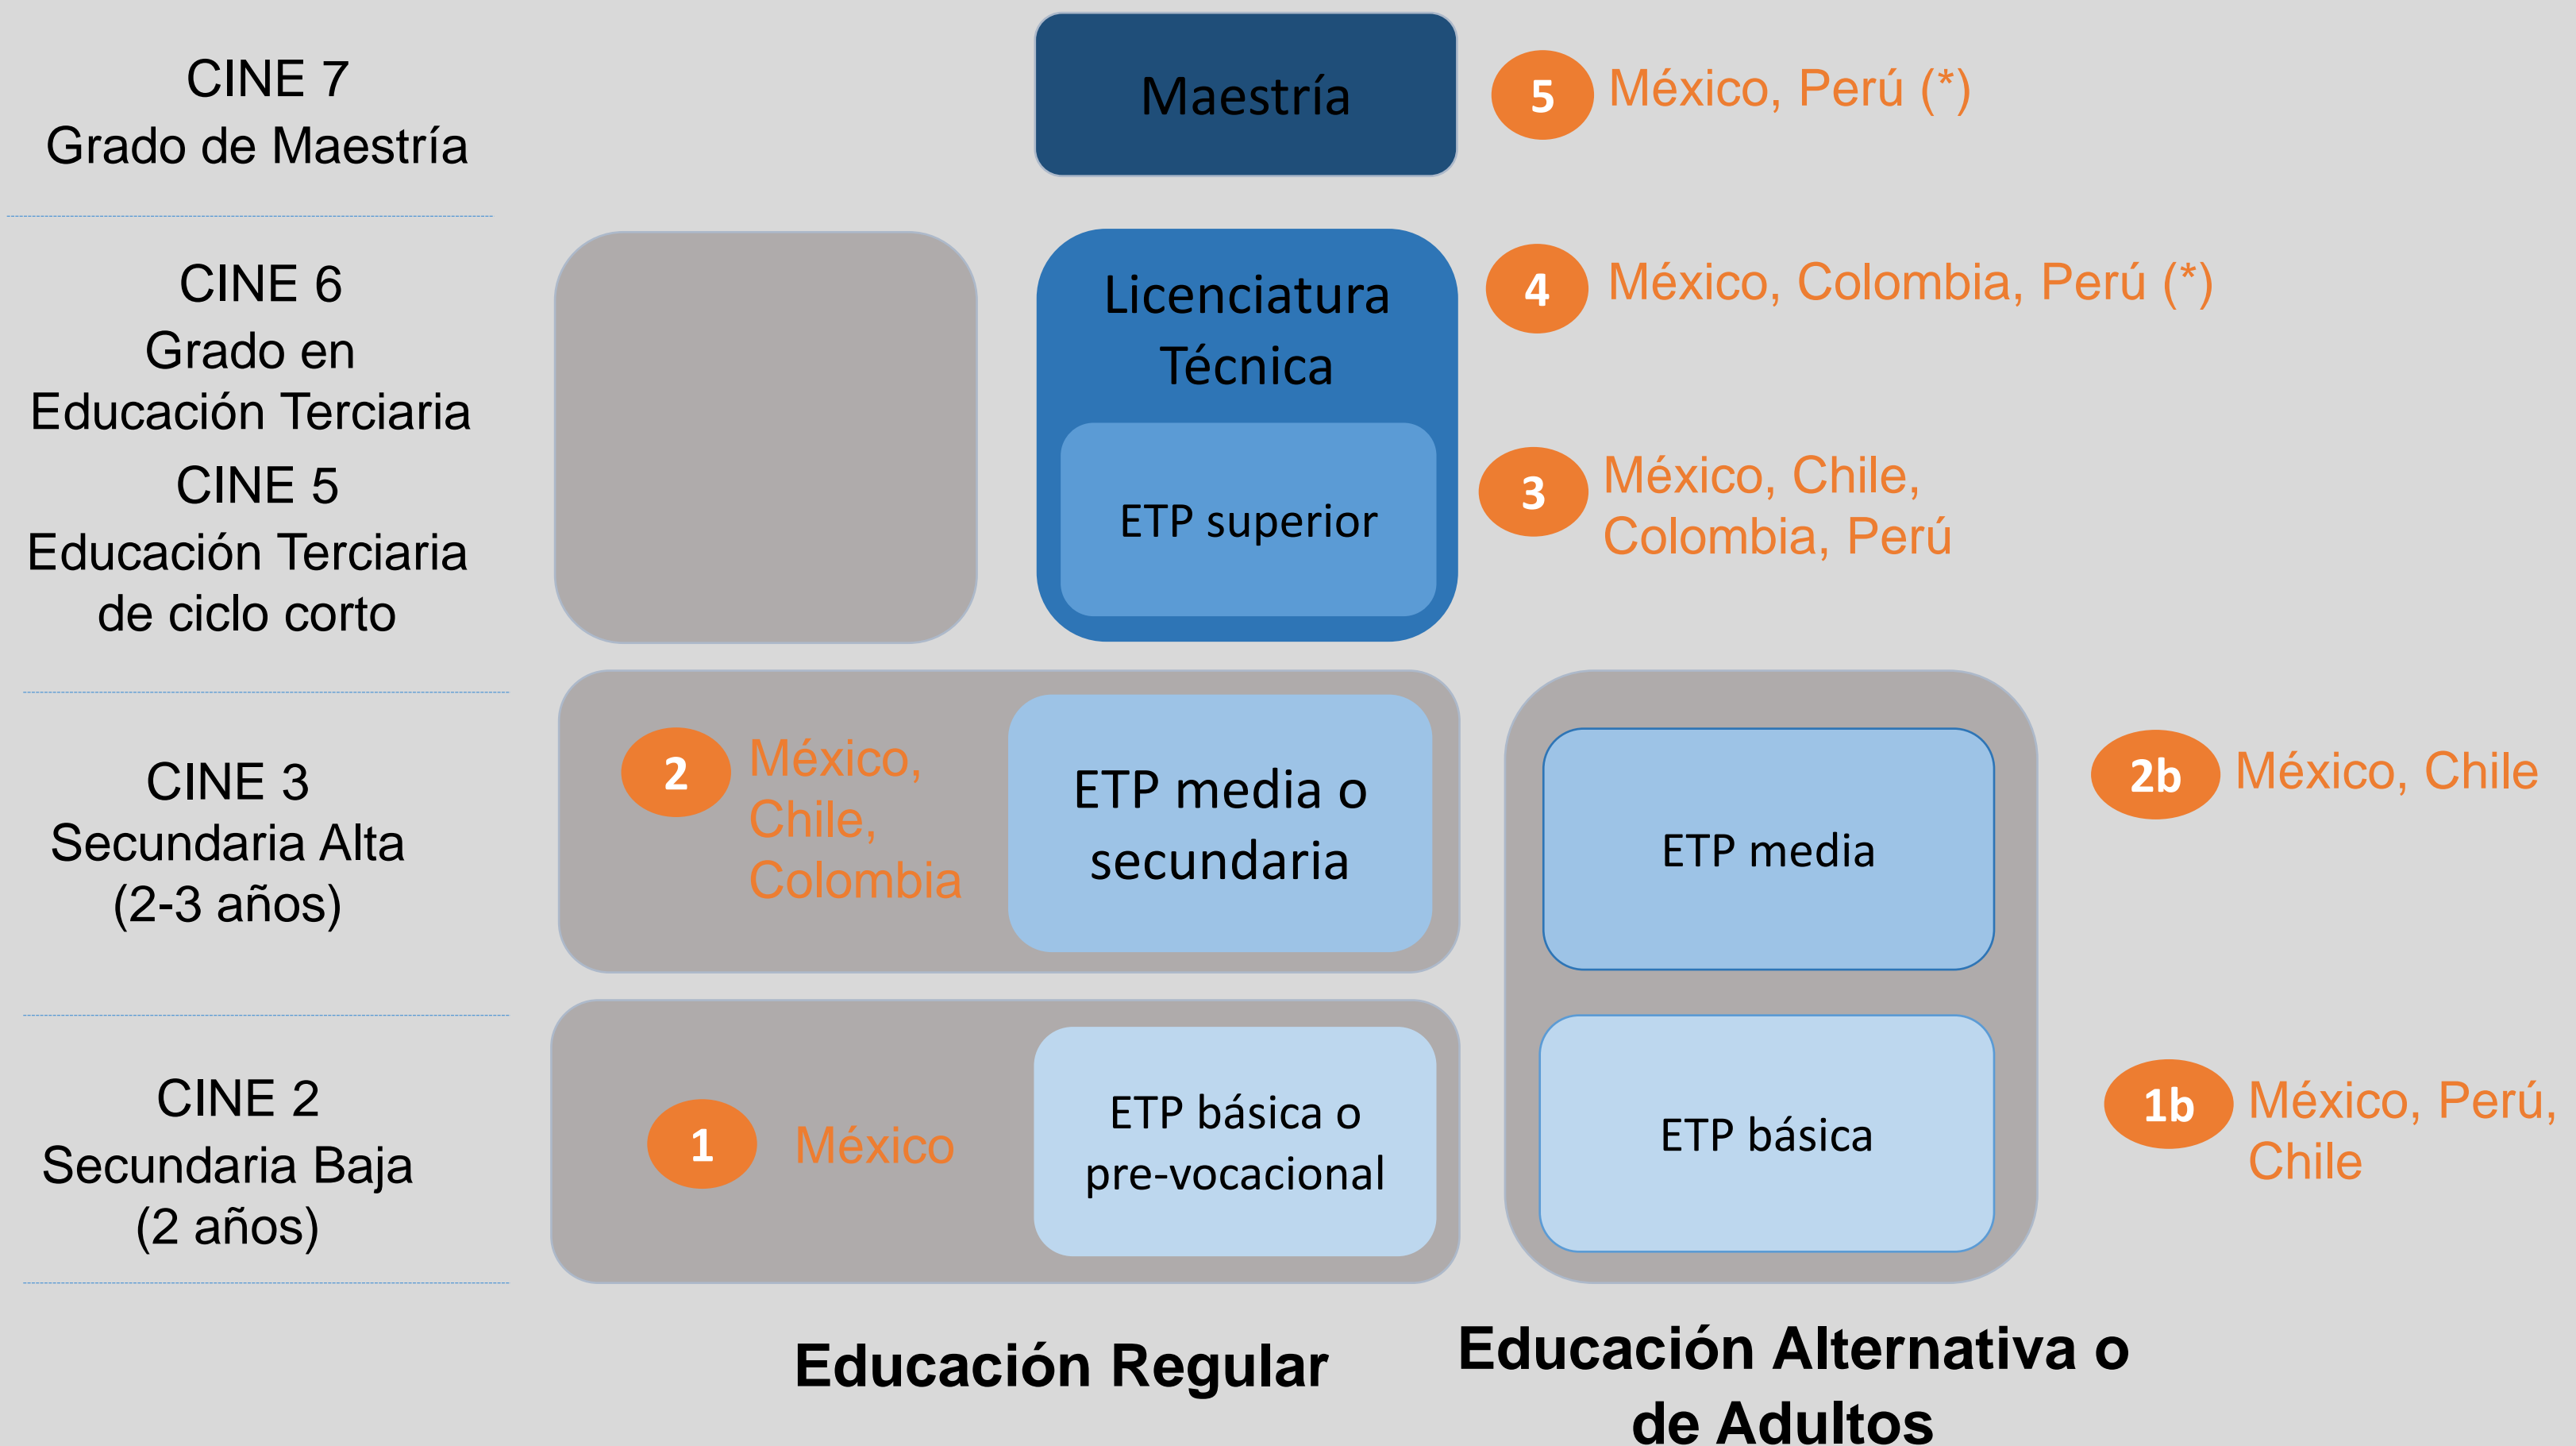 CINE 7
Grado de Maestría
Maestría
5
México, Perú (*)
CINE 6
Grado en
Educación Terciaria
Licenciatura
Técnica
4
México, Colombia, Perú (*)
CINE 5
Educación Terciaria
de ciclo corto
ETP superior
3
México, Chile,
Colombia, Perú
CINE 3
Secundaria Alta
(2-3 años)
2
México,
Chile,
Colombia
ETP media o
secundaria
ETP media
2b
México, Chile
CINE 2
Secundaria Baja
(2 años)
1
México
ETP básica o
pre-vocacional
ETP básica
1b
México, Perú,
Chile
Educación Regular
Educación Alternativa o
de Adultos